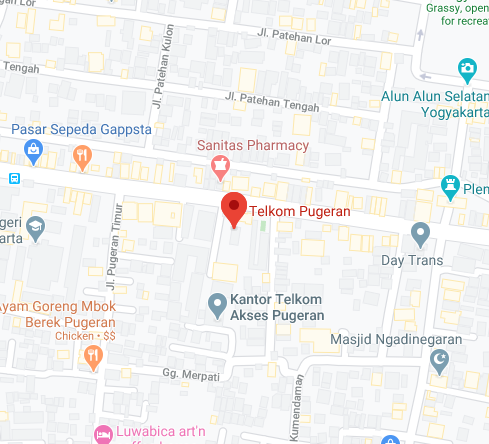 Grassy, open
for recrea
Jl. Patehan Lor
Jl. Patehan Kulon
Tengah
Alun Alun Selatan
Yogyakarta
Jl. Patehan Tengah
Pasar Sepeda Gappsta
Sanitas Pharmacy
Plen
Telkom Pugeran
Jl. Pugeran Timur
geri
arta
Day Trans
Kantor Telkom
Akses Pugeran
Ayam Goreng Mbok
Berek Pugeran
Chicken • $$
Masjid Ngadinegaran
Gg. Merpati
Kumendaman
Luwabica art'n